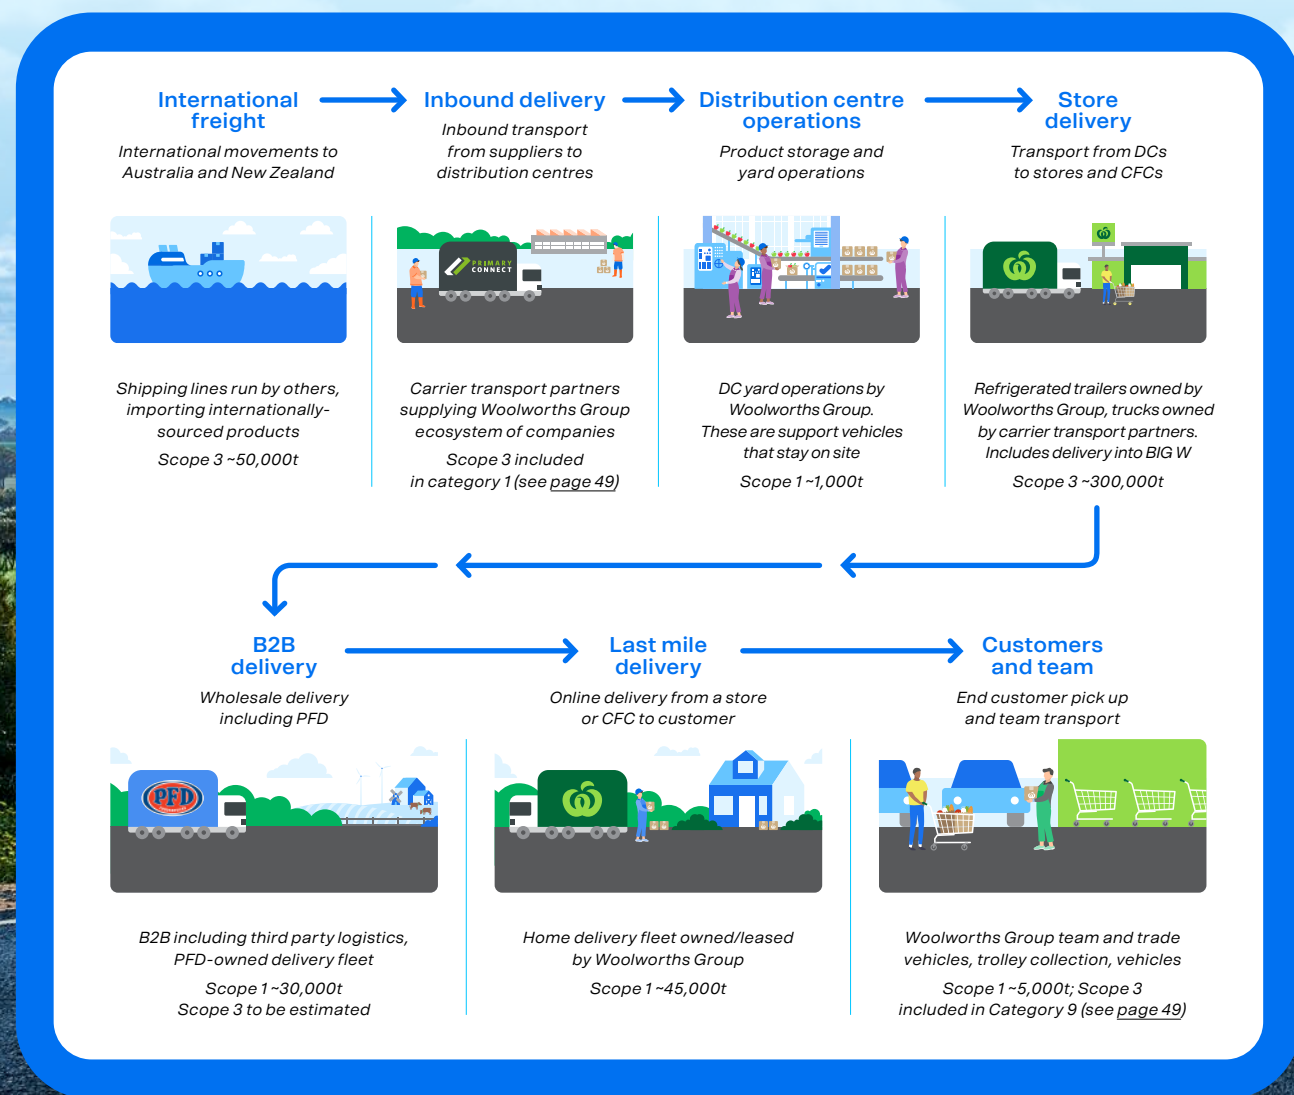 International
freight
International movements to
Australia and New Zealand
Shipping lines run by others,
importing internationally-
sourced products
Scope 3 ~50,000t
Inbound delivery
Inbound transport
from suppliers to
distribution centres
PRIMARY
CONNECT
Carrier transport partners
supplying Woolworths Group
ecosystem of companies
Scope 3 included
in category 1 (see page 49)
Distribution centre
operations
Product storage and
yard operations
DC yard operations by
Woolworths Group.
These are support vehicles
that stay on site
Scope 1 ~1,000t
Store
delivery
Transport from DCs
to stores and CFCs
Refrigerated trailers owned by
Woolworths Group, trucks owned
by carrier transport partners.
Includes delivery into BIG W
Scope 3 ~300,000t
B2B
delivery
Wholesale delivery
including PFD
PFD
B2B including third party logistics,
PFD-owned delivery fleet
Scope 1 ~30,000t
Scope 3 to be estimated
Last mile
delivery
Online delivery from a store
or CFC to customer
Home delivery fleet owned/leased
by Woolworths Group
Scope 1 ~45,000t
Customers
and team
End customer pick up
and team transport
Woolworths Group team and trade
vehicles, trolley collection, vehicles
Scope 1 ~5,000t; Scope 3
included in Category 9 (see page 49)